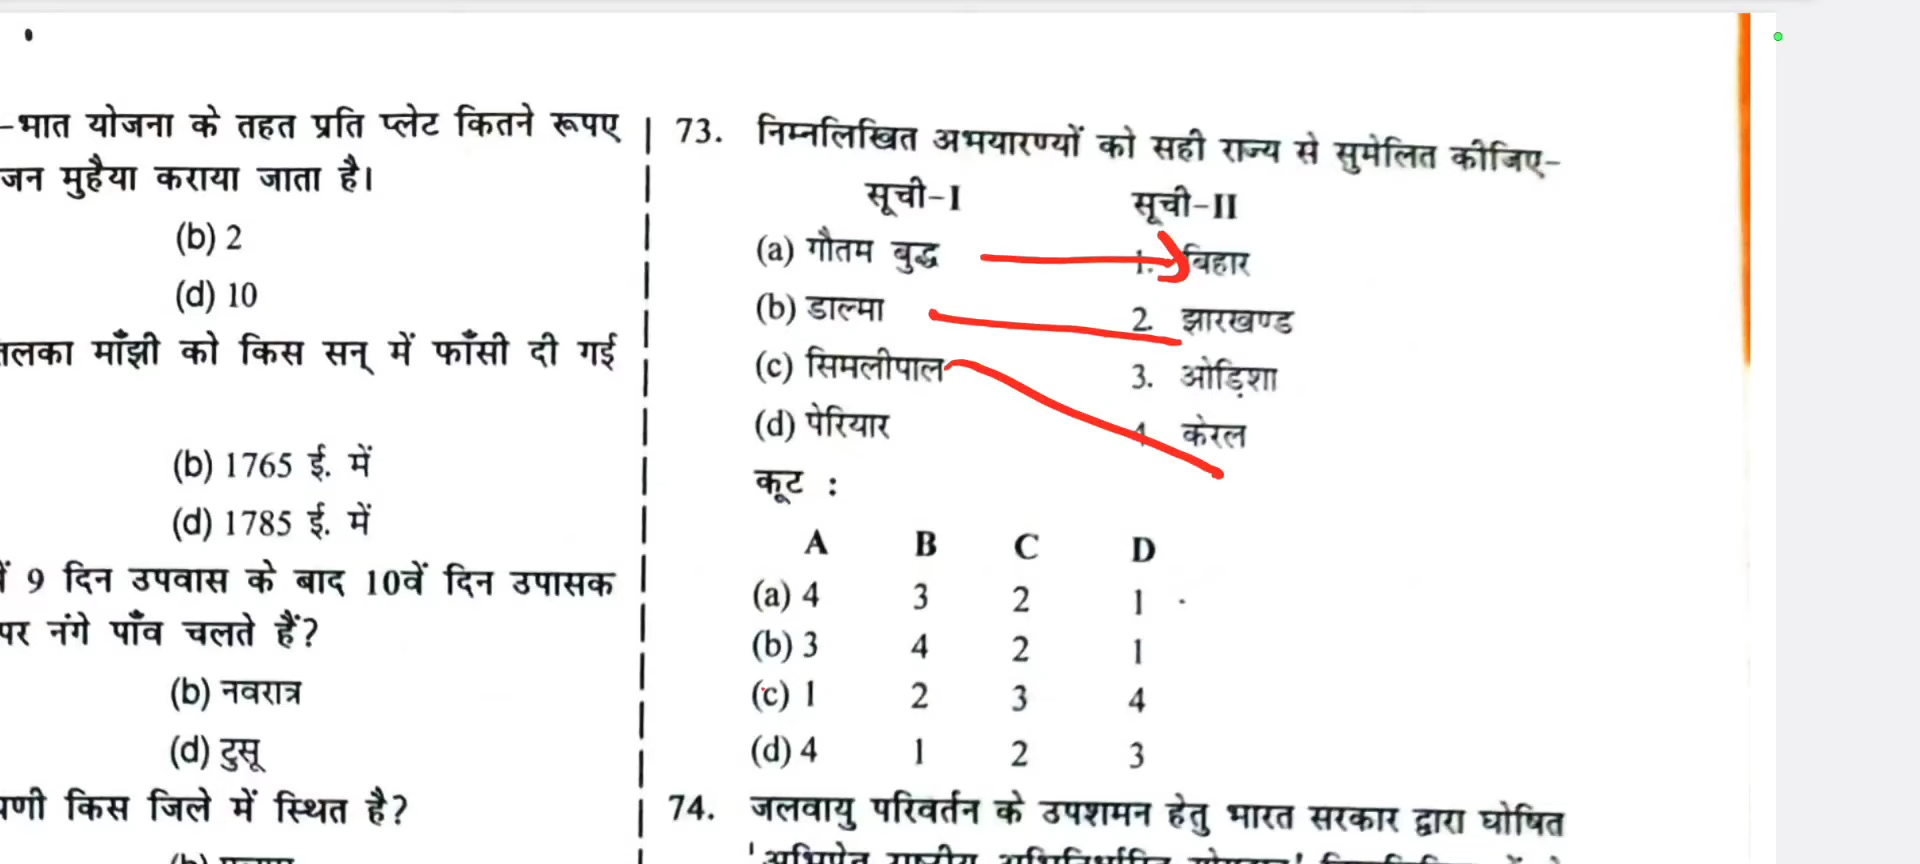 -भात योजना के तहत प्रति प्लेट कितने रूपए
जन मुहैया कराया जाता है।
(b) 2
(d) 10
माँझी को किस सन् में फाँसी दी गई
(b) 1765 ई. में
(d) 1785 ई. में
9 दिन उपवास के बाद 10वें दिन उपासक
पर नंगे पाँव चलते हैं?
(b) नवरात्र
(d) टुसू
किस जिले में स्थित है?
73. निम्नलिखित अभयारण्यों को सही राज्य से सुमेलित कीजिए-
सूची-I सूची-II
(a) गौतम बुद्ध 1. बिहार
(b) डाल्मा 2. झारखण्ड
(c) सिमलीपाल 3. ओड़िशा
(d) पेरियार 4. केरल
कूट :
A B C D
(a) 4 3 2 1
(b) 3 4 2 1
(c) 1 2 3 4
(d) 4 1 2 3
74. जलवायु परिवर्तन के उपशमन हेतु भारत सरकार द्वारा घोषित